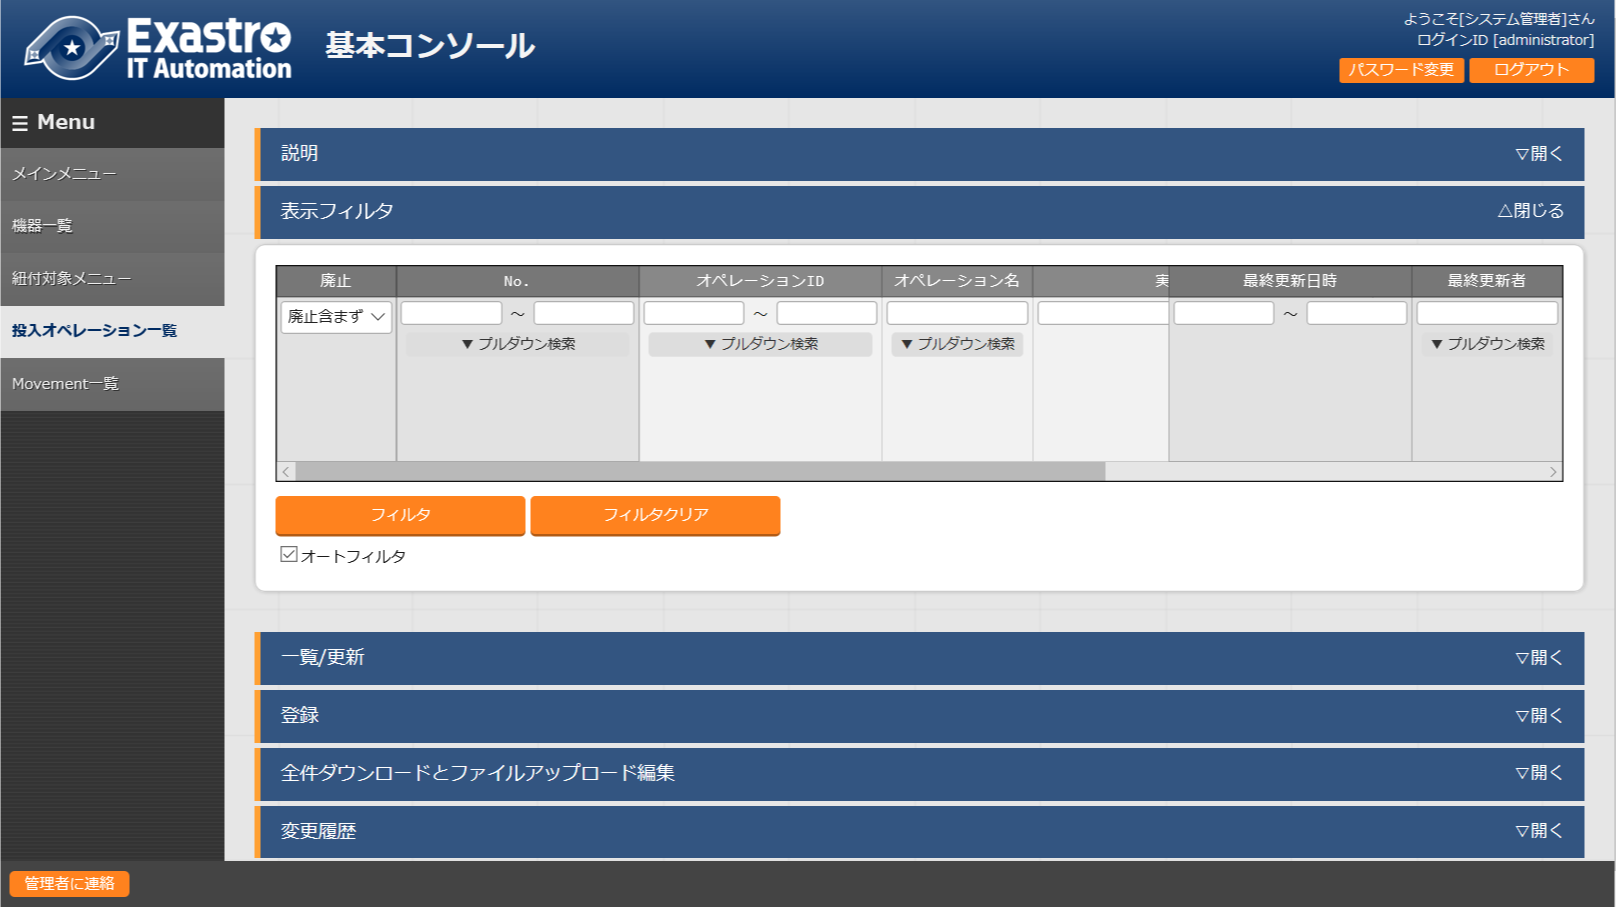 Exastro
IT Automation
基本コンソール
ようこそ[システム管理者]さん
ログインID [administrator]
パスワード変更
ログアウト
Menu
メインメニュー
機器一覧
紐付対象メニュー
投入オペレーション一覧
Movement一覧
説明
▽開く
表示フィルタ
△閉じる
廃止 No. オペレーションID オペレーション名 実 最終更新日時 最終更新者
廃止含まず ～ ～ ～
▼ プルダウン検索 ▼ プルダウン検索 ▼ プルダウン検索 ▼ プルダウン検索
フィルタ
フィルタクリア
オートフィルタ
一覧/更新
▽開く
登録
▽開く
全件ダウンロードとファイルアップロード編集
▽開く
変更履歴
▽開く
管理者に連絡